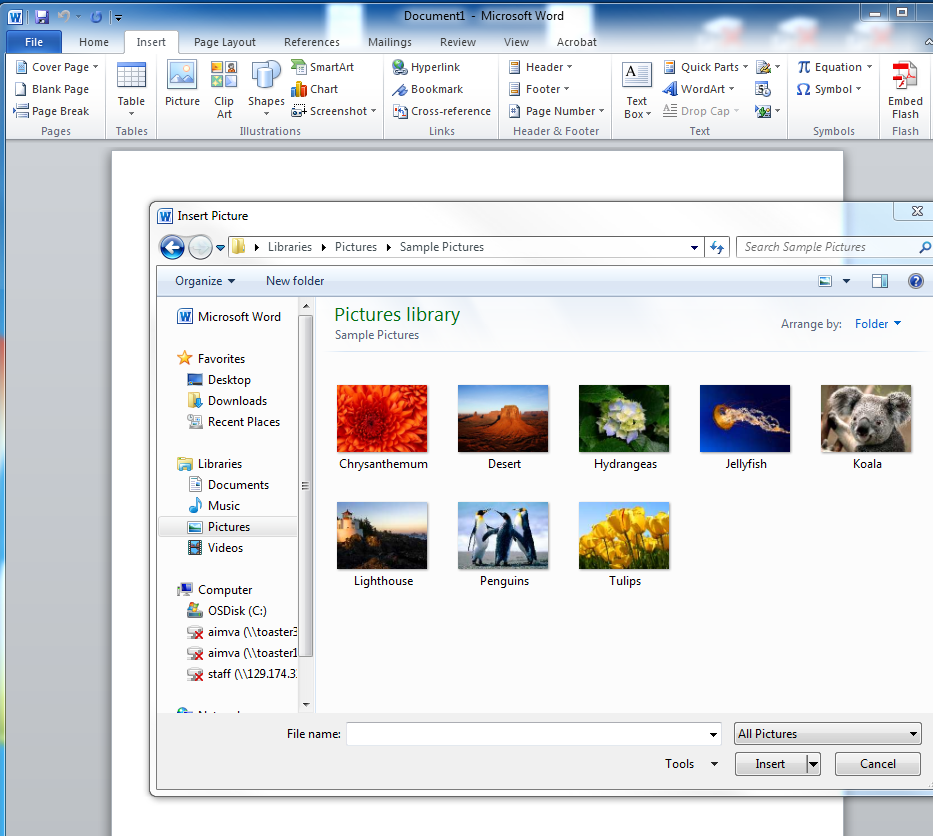 Document1 - Microsoft Word
File Home Insert Page Layout References Mailings Review View Acrobat
Cover Page
Blank Page
Page Break
Pages
Table
Tables
Picture
Clip
Art
Shapes
SmartArt
Chart
Screenshot
Illustrations
Hyperlink
Bookmark
Cross-reference
Links
Header
Footer
Page Number
Header & Footer
Text
Box
Quick Parts
WordArt
Drop Cap
Text
Equation
Symbol
Symbols
Embed
Flash
Flash
Insert Picture
Libraries Pictures Sample Pictures
Search Sample Pictures
Organize New folder
Microsoft Word
Favorites
Desktop
Downloads
Recent Places
Libraries
Documents
Music
Pictures
Videos
Computer
OSDisk (C:)
aimva (\\toaster3
aimva (\\toaster1
staff (\\129.174.3
Pictures library
Sample Pictures
Arrange by: Folder
Chrysanthemum Desert Hydrangeas Jellyfish Koala
Lighthouse Penguins Tulips
File name: All Pictures
Tools Insert Cancel